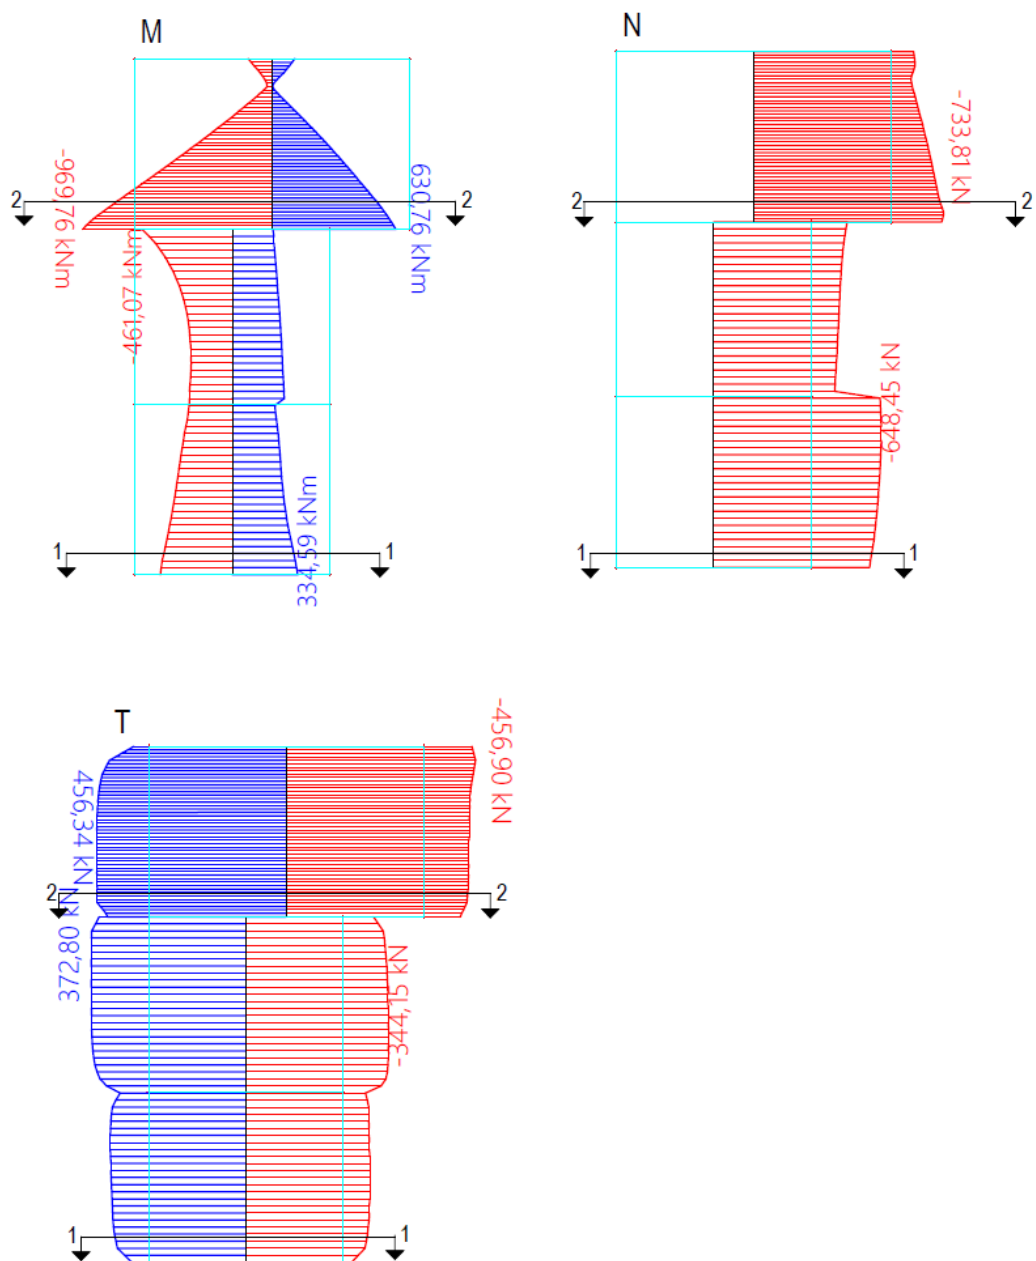 M
N
-969,76 kNm
630,76 kNm
-733,81 kN
2
2
2
2
-461,07 kNm
-648,45 kN
334,59 kNm
1
1
1
1
T
-456,90 kN
456,34 kN
2
2
372,80 kN
-344,15 kN
1
1